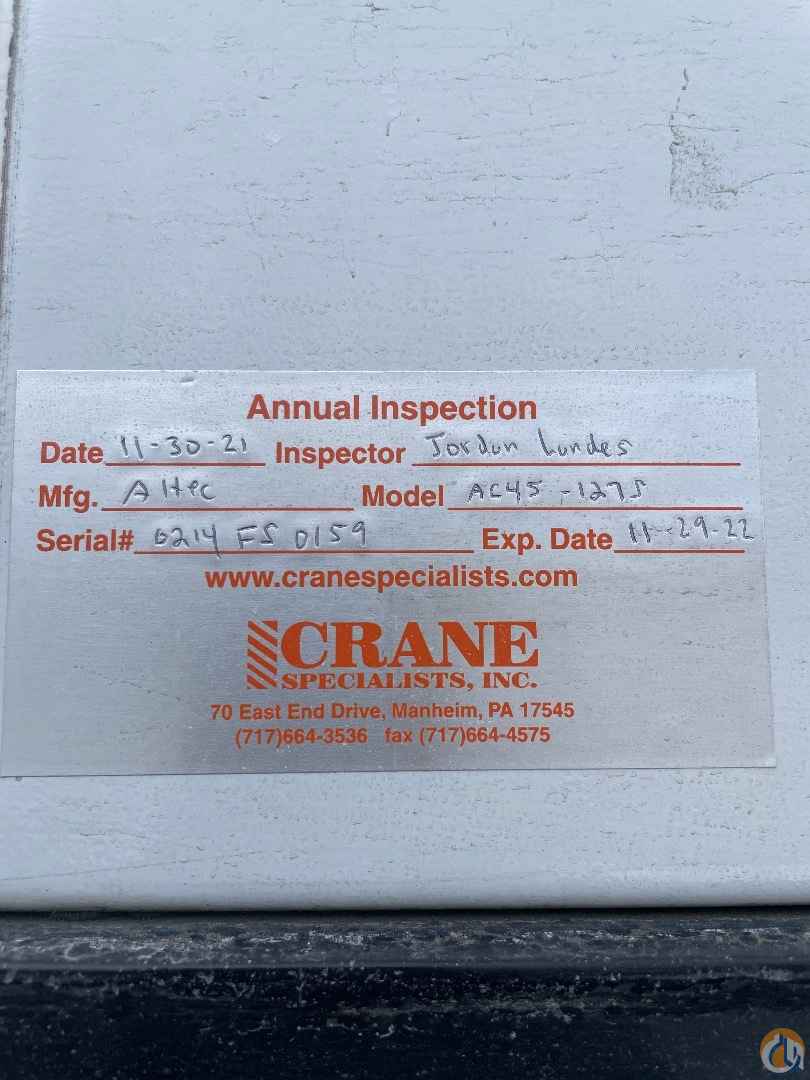 Annual Inspection
Date 11-30-21 Inspector Jordun Lundes
Mfg. Altec Model AC45-127S
Serial# 0214 FS 0159 Exp. Date 11-29-22
www.cranespecialists.com
CRANE
SPECIALISTS, INC.
70 East End Drive, Manheim, PA 17545
(717)664-3536 fax (717)664-4575